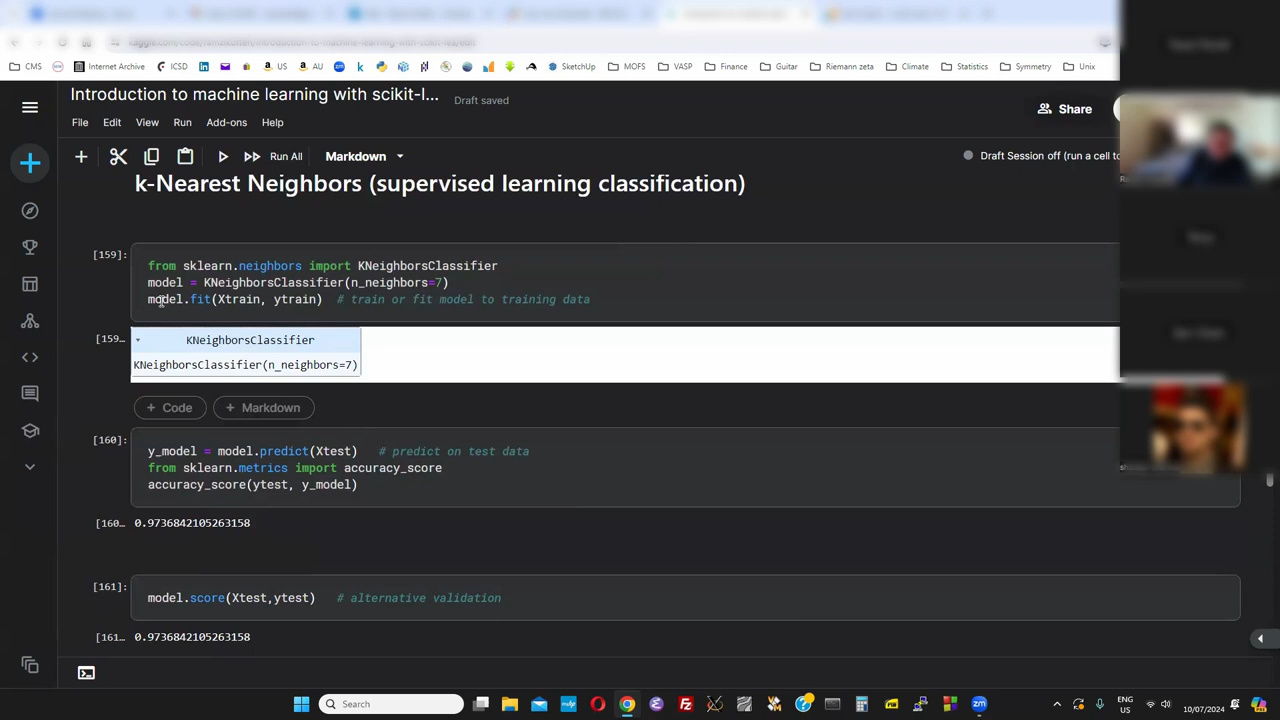 CMS
Internet Archive
ICSD
US
AU
SketchUp
MOFS
VASP
Finance
Guitar
Riemann zeta
Climate
Statistics
Symmetry
Unix
Introduction to machine learning with scikit-l...
Draft saved
Share
File Edit View Run Add-ons Help
Run All
Markdown
Draft Session off (run a cell to
k-Nearest Neighbors (supervised learning classification)
[159]:
from sklearn.neighbors import KNeighborsClassifier
model = KNeighborsClassifier(n_neighbors=7)
model.fit(Xtrain, ytrain) # train or fit model to training data
[159…
KNeighborsClassifier
KNeighborsClassifier(n_neighbors=7)
+ Code
+ Markdown
[160]:
y_model = model.predict(Xtest) # predict on test data
from sklearn.metrics import accuracy_score
accuracy_score(ytest, y_model)
[160… 0.9736842105263158
[161]:
model.score(Xtest,ytest) # alternative validation
[161… 0.9736842105263158
Search
ENG
US
10/07/2024